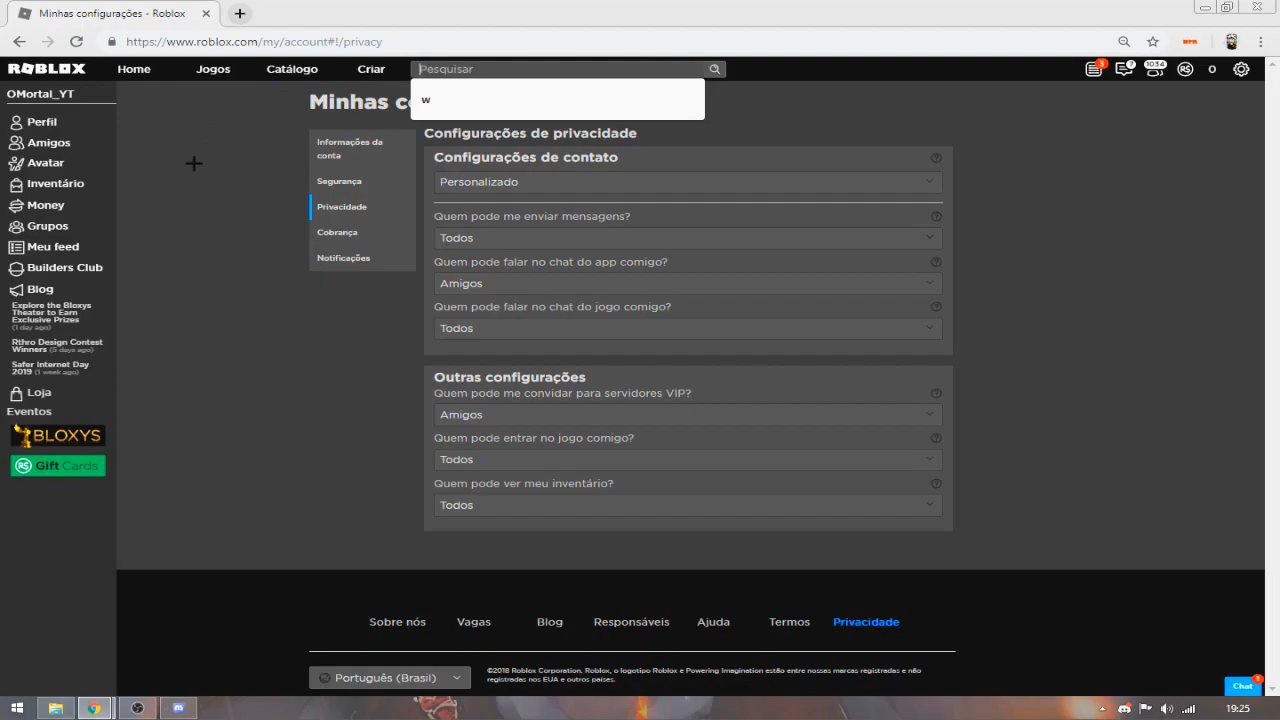 Minhas configurações - Roblox
https://www.roblox.com/my/account#!/privacy
ROBLOX Home Jogos Catálogo Criar Pesquisar 3 7 1034 0
w
OMortal_YT
Perfil
Amigos
Avatar
Inventário
Money
Grupos
Meu feed
Builders Club
Blog
Explore the Bloxys
Theater to Earn
Exclusive Prizes
(1 day ago)
Rthro Design Contest
Winners (5 days ago)
Safer Internet Day
2019 (1 week ago)
Loja
Eventos
BLOXYS
Gift Cards
Minhas co
Informações da
conta
Segurança
Privacidade
Cobrança
Notificações
Configurações de privacidade
Configurações de contato
Personalizado
Quem pode me enviar mensagens?
Todos
Quem pode falar no chat do app comigo?
Amigos
Quem pode falar no chat do jogo comigo?
Todos
Outras configurações
Quem pode me convidar para servidores VIP?
Amigos
Quem pode entrar no jogo comigo?
Todos
Quem pode ver meu inventário?
Todos
Sobre nós Vagas Blog Responsáveis Ajuda Termos Privacidade
Português (Brasil)
©2018 Roblox Corporation. Roblox, o logotipo Roblox e Powering Imagination estão entre nossas marcas registradas e não
registradas nos EUA e outros países.
Chat 1
19:25